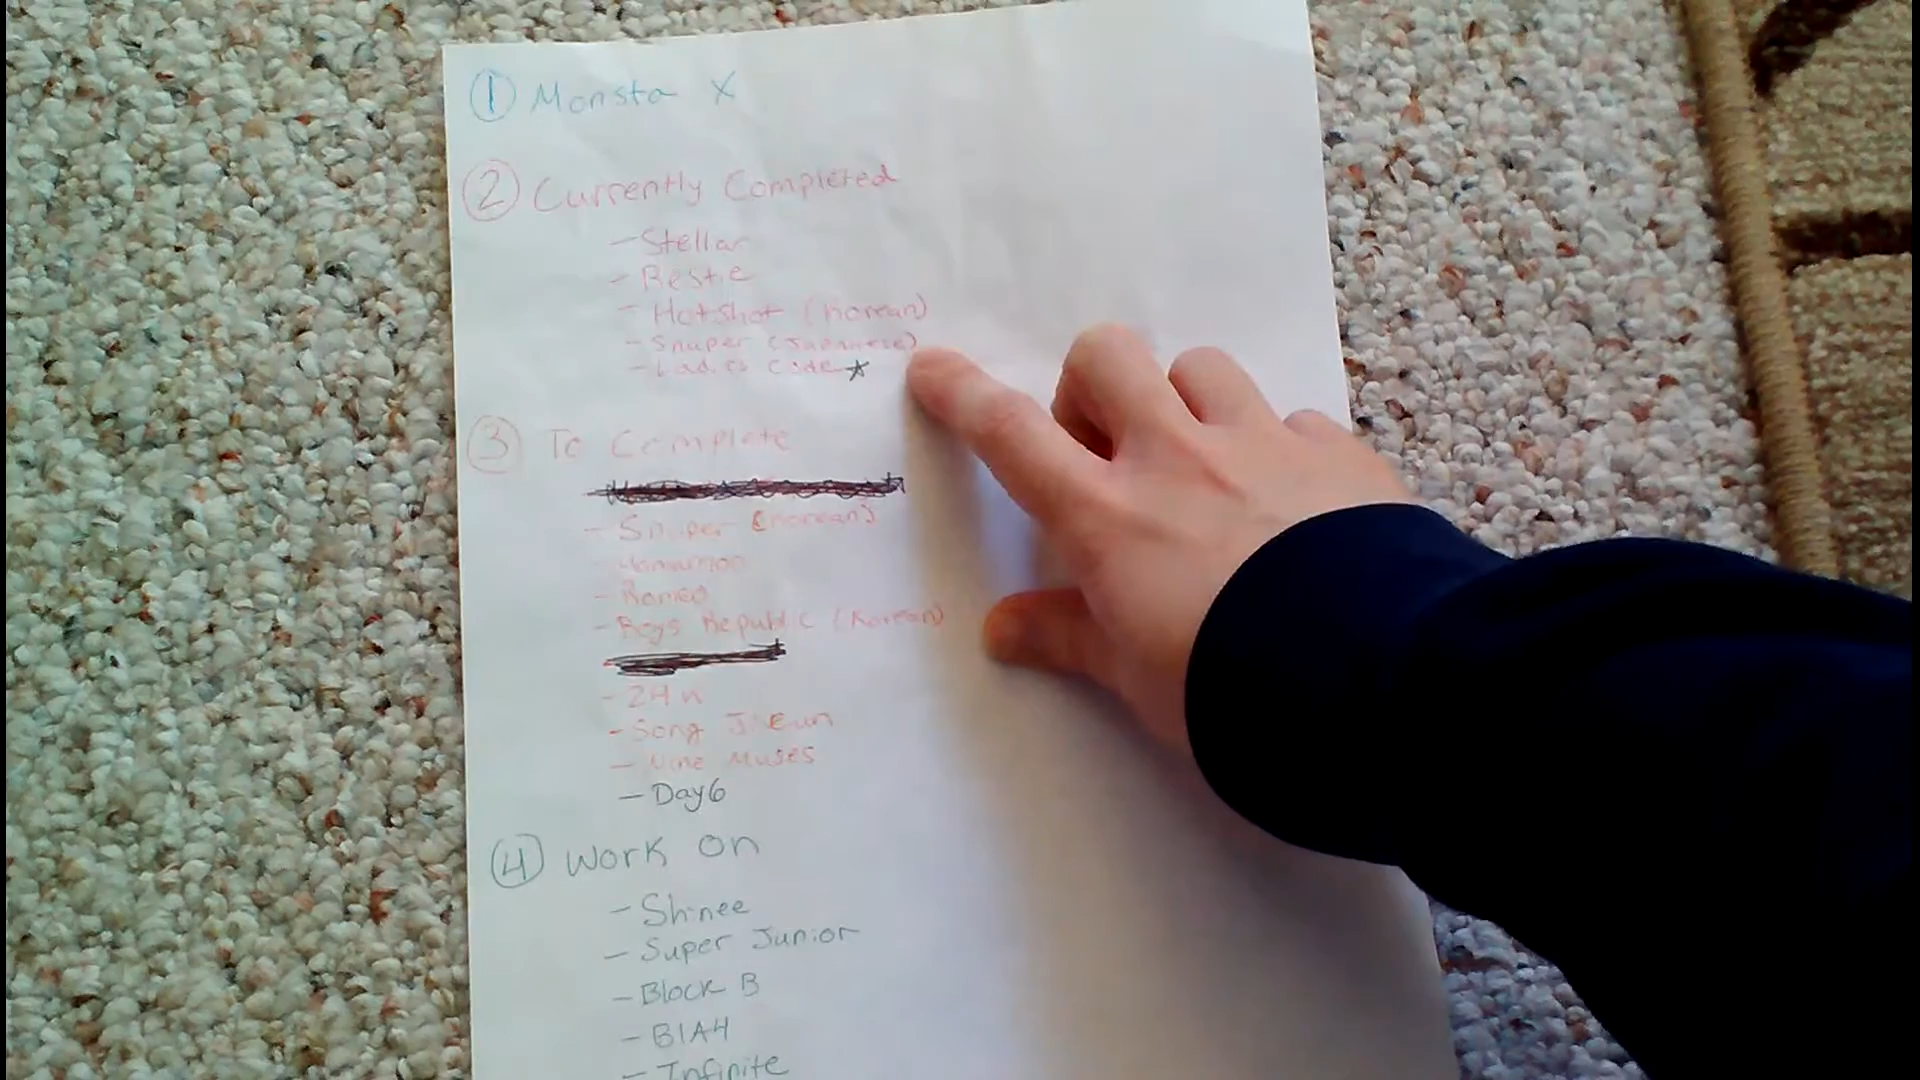 ① Monsta X
② Currently Completed
- Stellar
- Bestie
- Hotshot (Korean)
- Snuper (Japanese)
- Ladies Code ★
③ To Complete
- Snuper (Korean)
- Mamamoo
- Romeo
- Boys Republic (Korean)
- 24k
- Song JiEun
- Nine Muses
- Day6
④ Work On
- Shinee
- Super Junior
- Block B
- B1A4
- Infinite